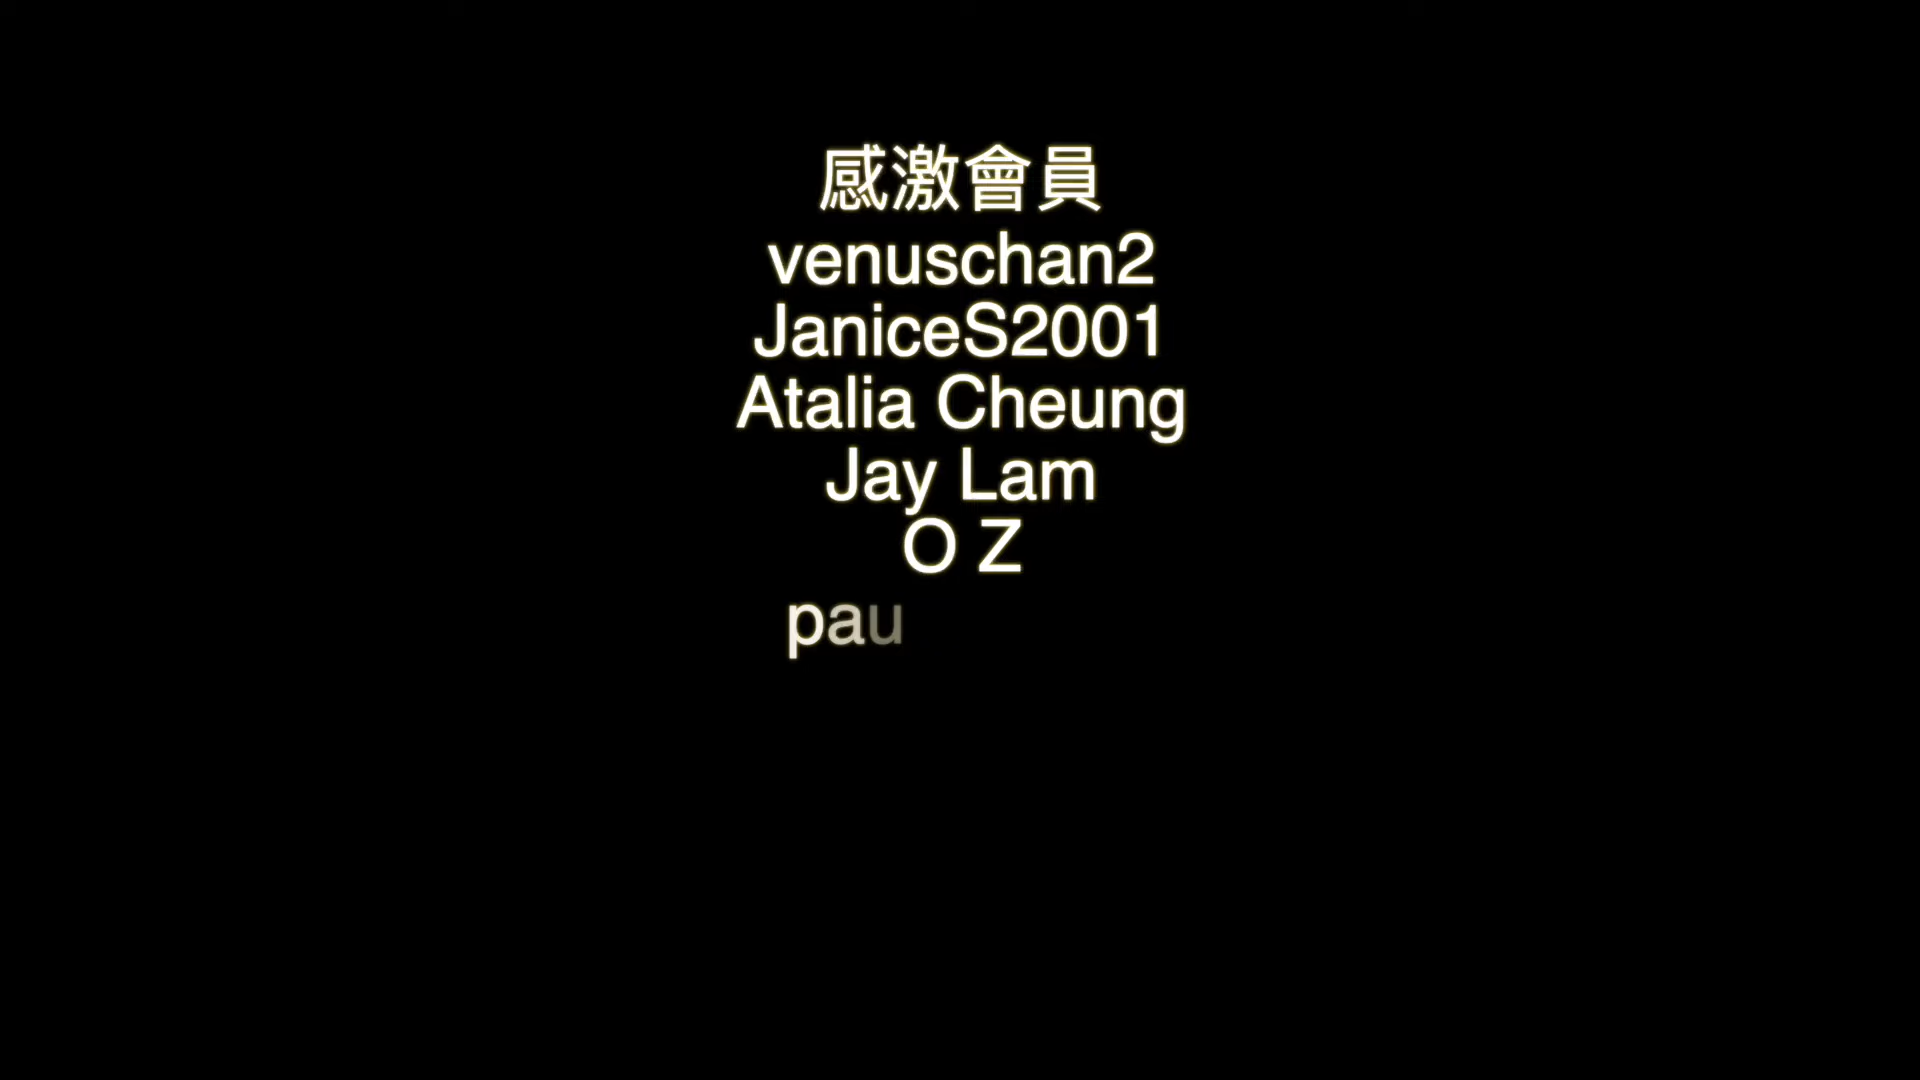 感激會員
venuschan2
JaniceS2001
Atalia Cheung
Jay Lam
O Z
pau